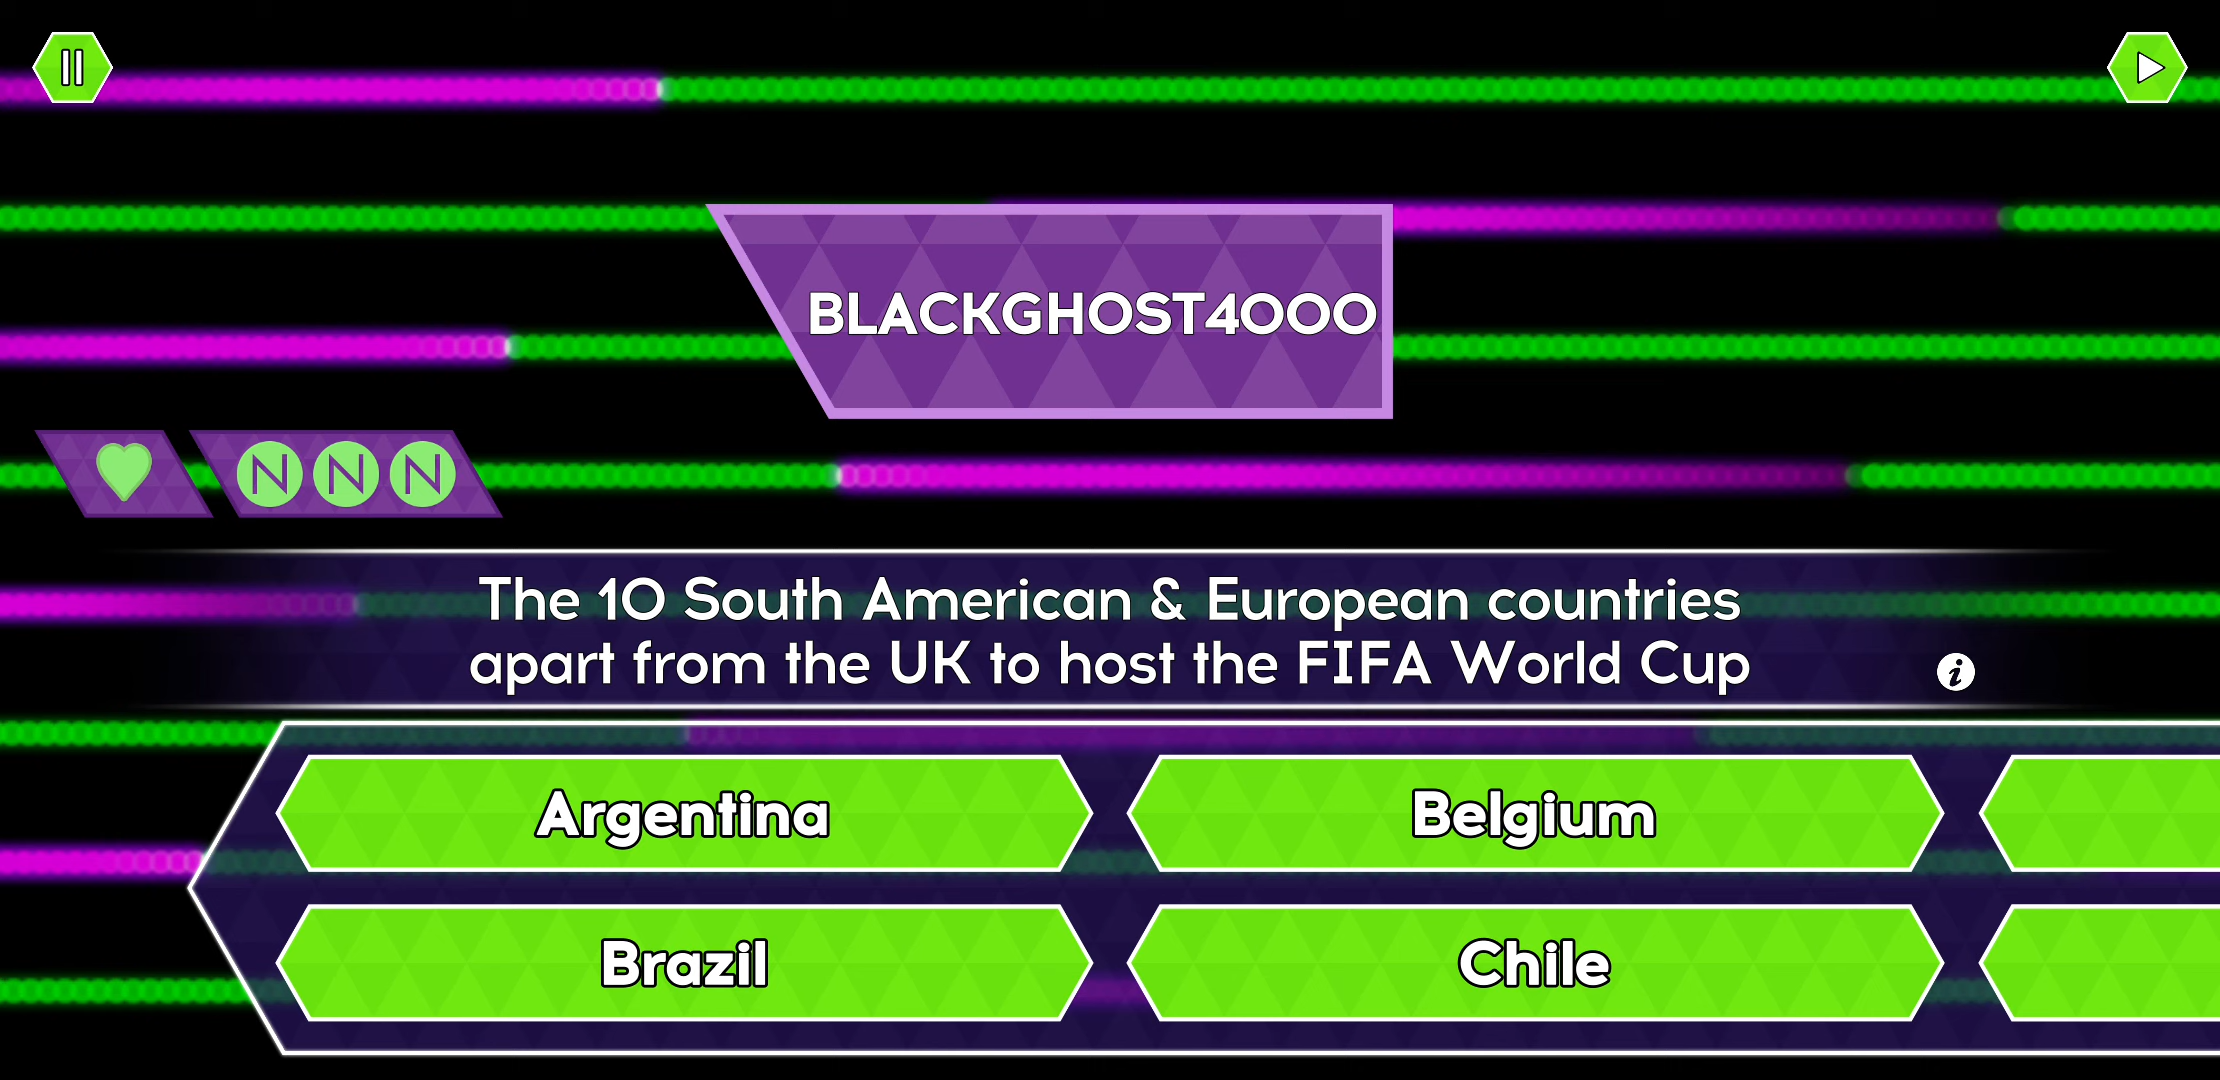 BLACKGHOST4000
N N N
The 10 South American & European countries
apart from the UK to host the FIFA World Cup
i
Argentina
Belgium
Brazil
Chile